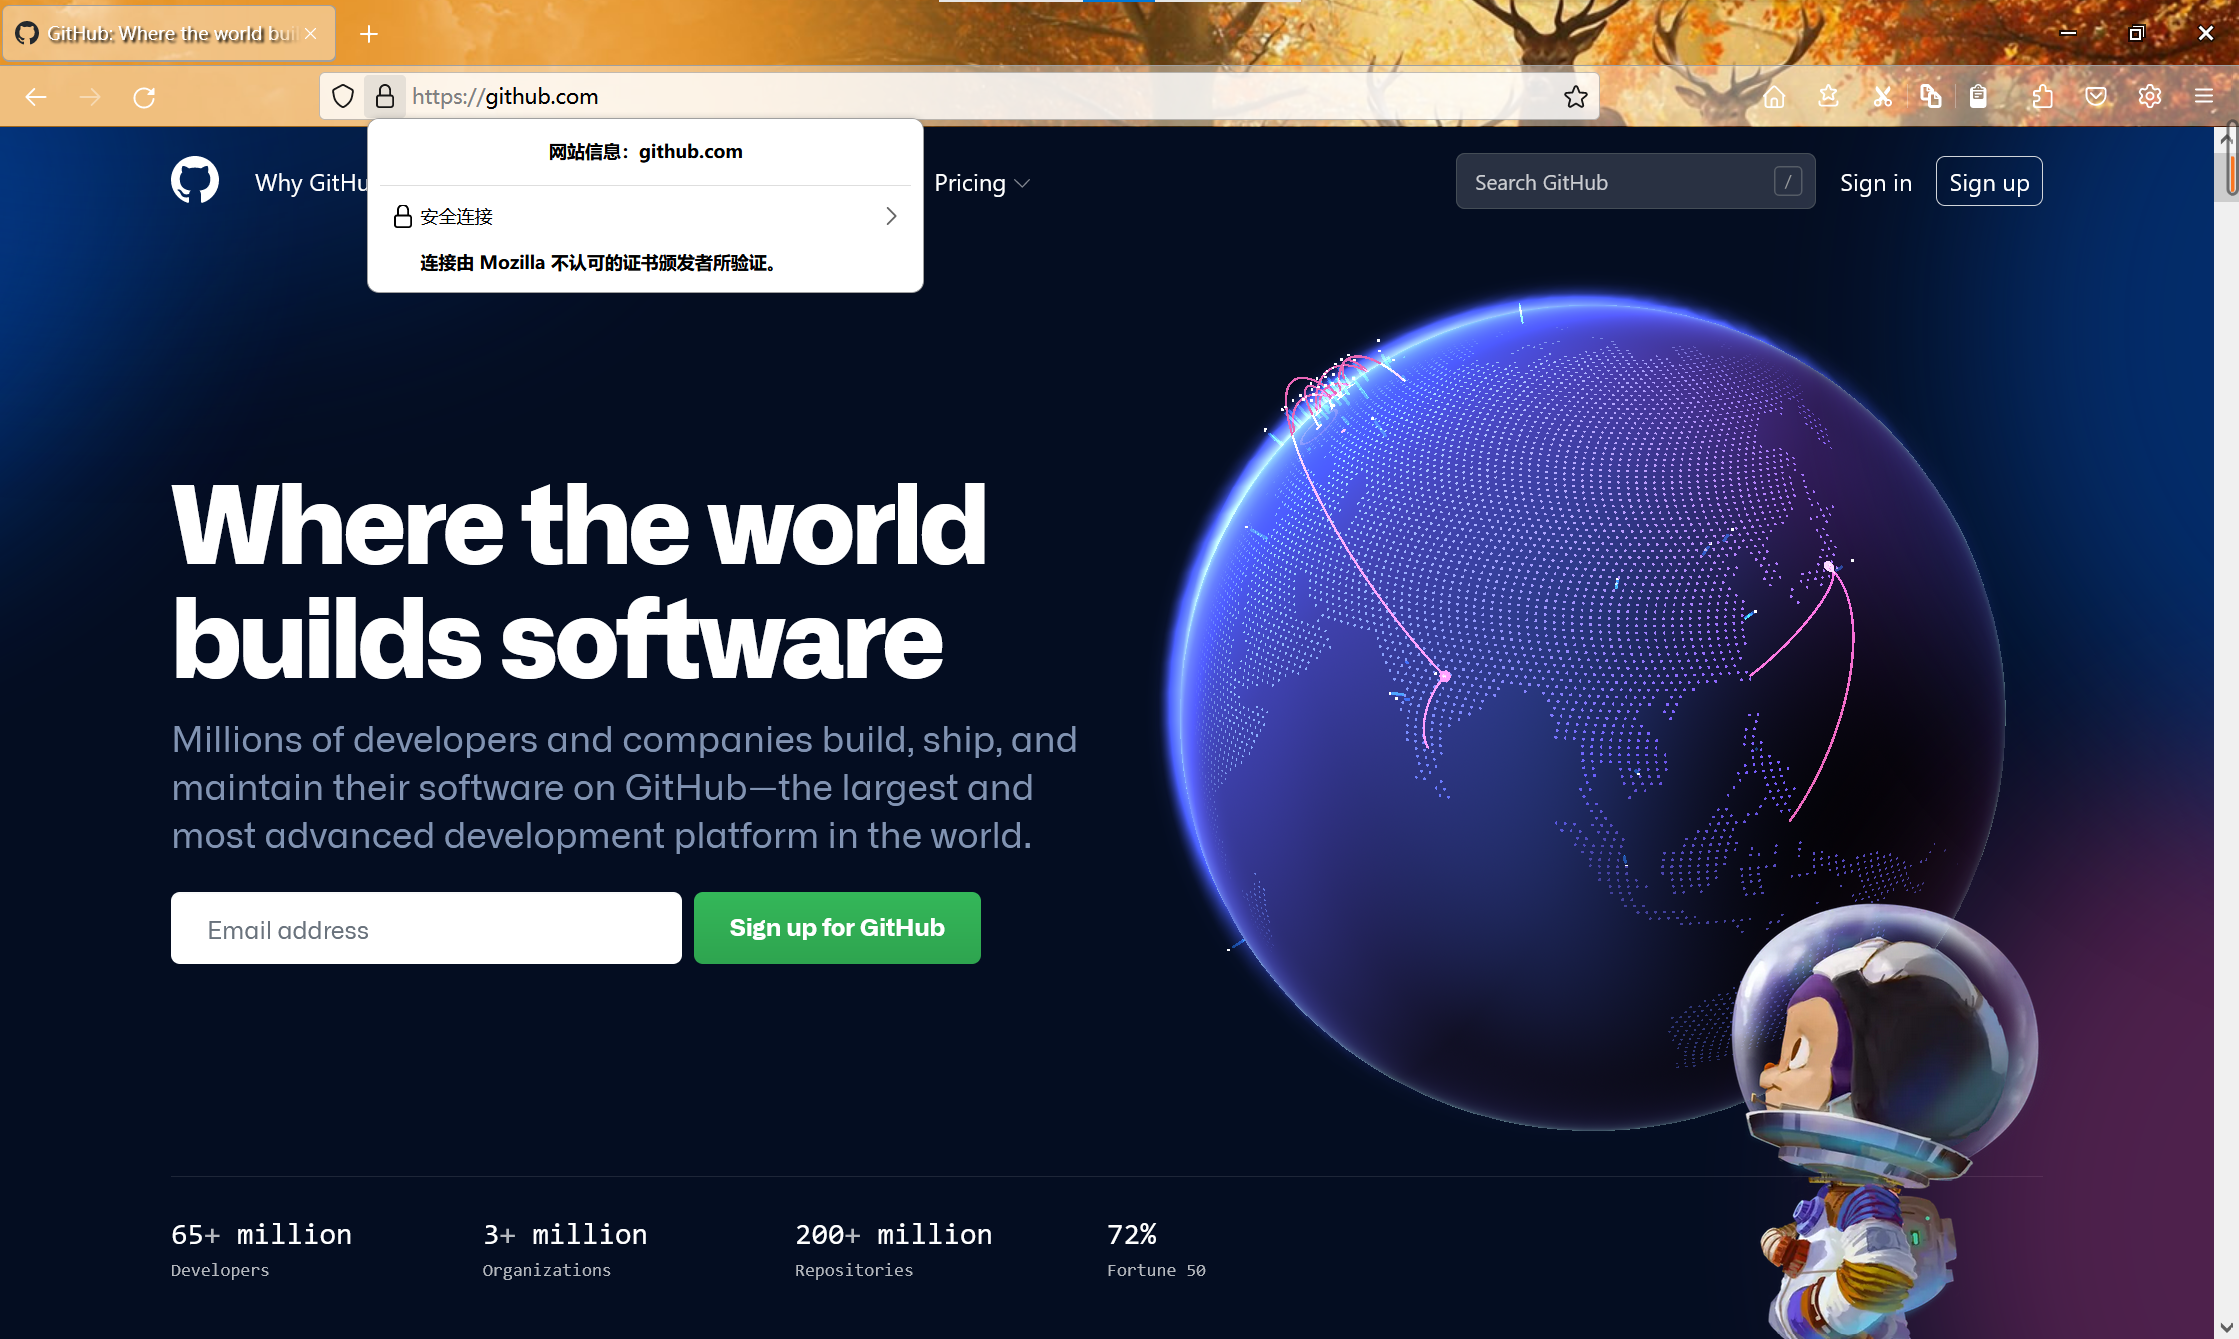 GitHub: Where the world buil
https://github.com
网站信息：github.com
安全连接
连接由 Mozilla 不认可的证书颁发者所验证。
Why GitHu
Pricing
Search GitHub
/
Sign in
Sign up
Where the world
builds software
Millions of developers and companies build, ship, and
maintain their software on GitHub—the largest and
most advanced development platform in the world.
Email address
Sign up for GitHub
65+ million
Developers
3+ million
Organizations
200+ million
Repositories
72%
Fortune 50